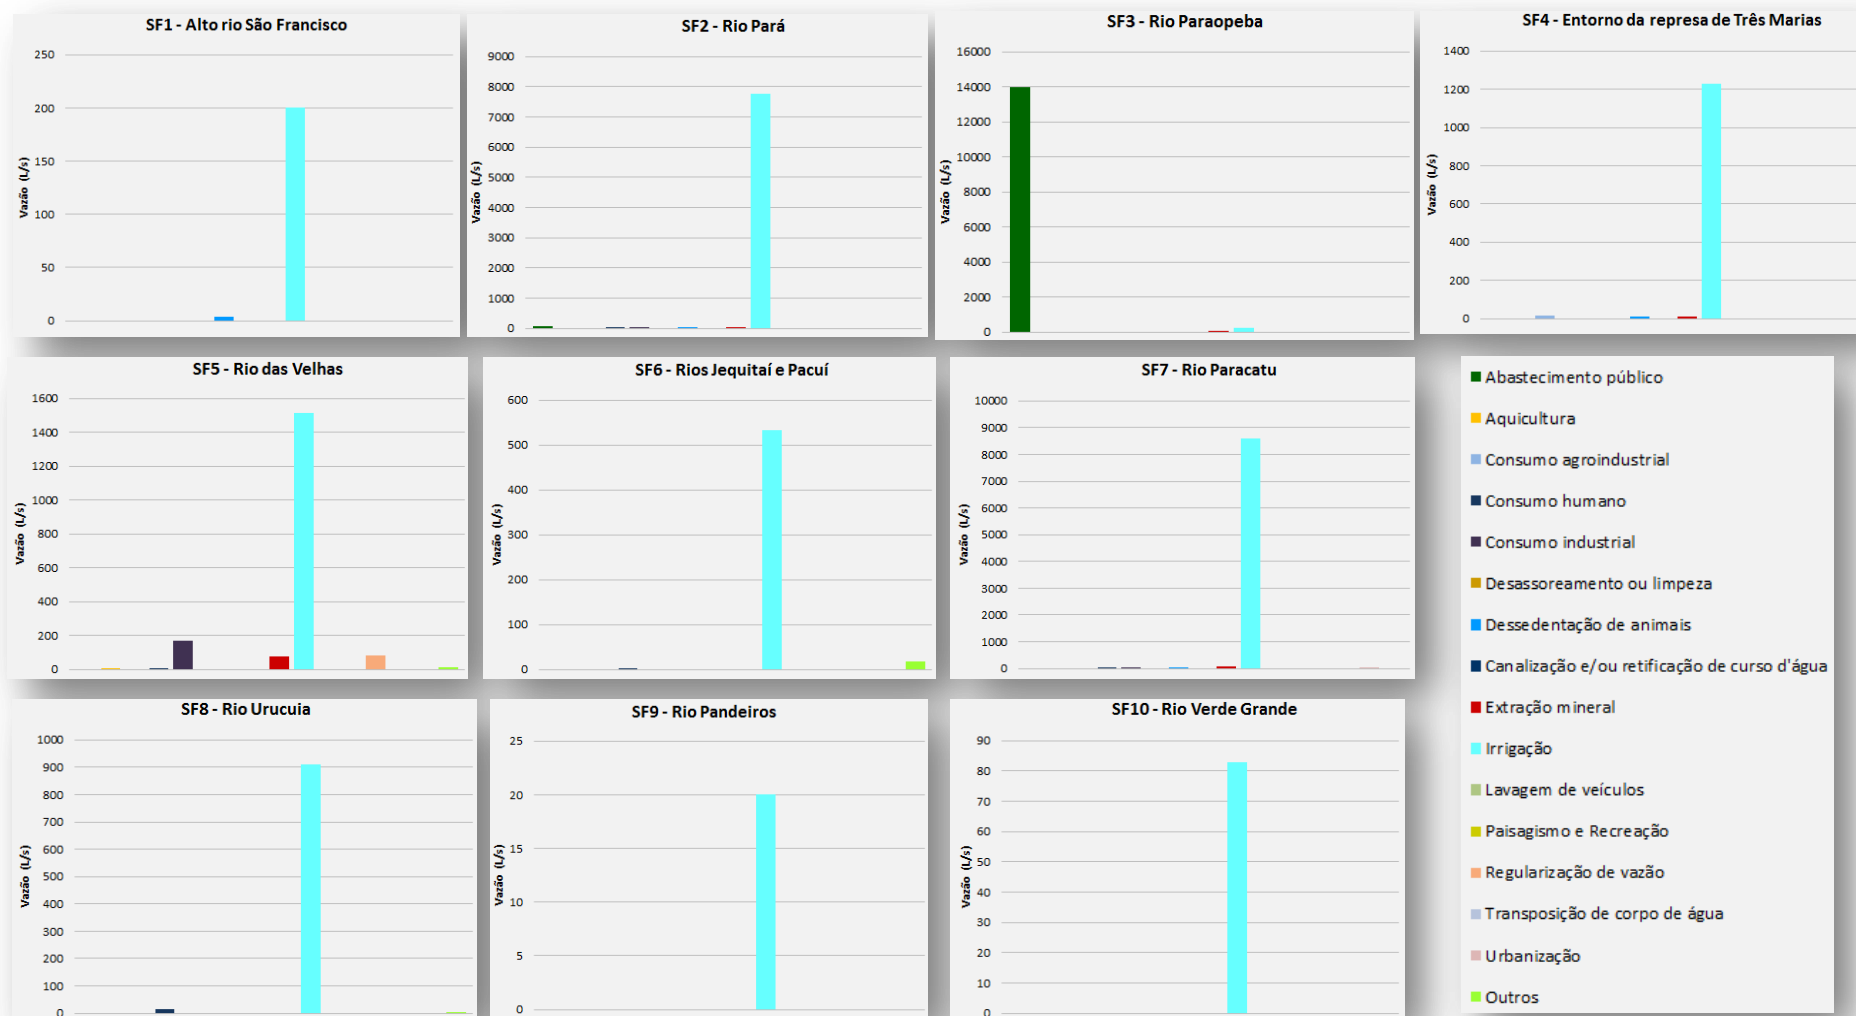 SF1 - Alto rio São Francisco
250
200
150
100
50
0
Vazão (L/s)
SF2 - Rio Pará
9000
8000
7000
6000
5000
4000
3000
2000
1000
0
Vazão (L/s)
SF3 - Rio Paraopeba
16000
14000
12000
10000
8000
6000
4000
2000
0
Vazão (L/s)
SF4 - Entorno da represa de Três Marias
1400
1200
1000
800
600
400
200
0
Vazão (L/s)
SF5 - Rio das Velhas
1600
1400
1200
1000
800
600
400
200
0
Vazão (L/s)
SF6 - Rios Jequitaí e Pacuí
600
500
400
300
200
100
0
Vazão (L/s)
SF7 - Rio Paracatu
10000
9000
8000
7000
6000
5000
4000
3000
2000
1000
0
Vazão (L/s)
Abastecimento público
Aquicultura
Consumo agroindustrial
Consumo humano
Consumo industrial
Desassoreamento ou limpeza
Dessedentação de animais
Canalização e/ou retificação de curso d'água
Extração mineral
Irrigação
Lavagem de veículos
Paisagismo e Recreação
Regularização de vazão
Transposição de corpo de água
Urbanização
Outros
SF8 - Rio Urucuia
1000
900
800
700
600
500
400
300
200
100
0
Vazão (L/s)
SF9 - Rio Pandeiros
25
20
15
10
5
0
Vazão (L/s)
SF10 - Rio Verde Grande
90
80
70
60
50
40
30
20
10
0
Vazão (L/s)